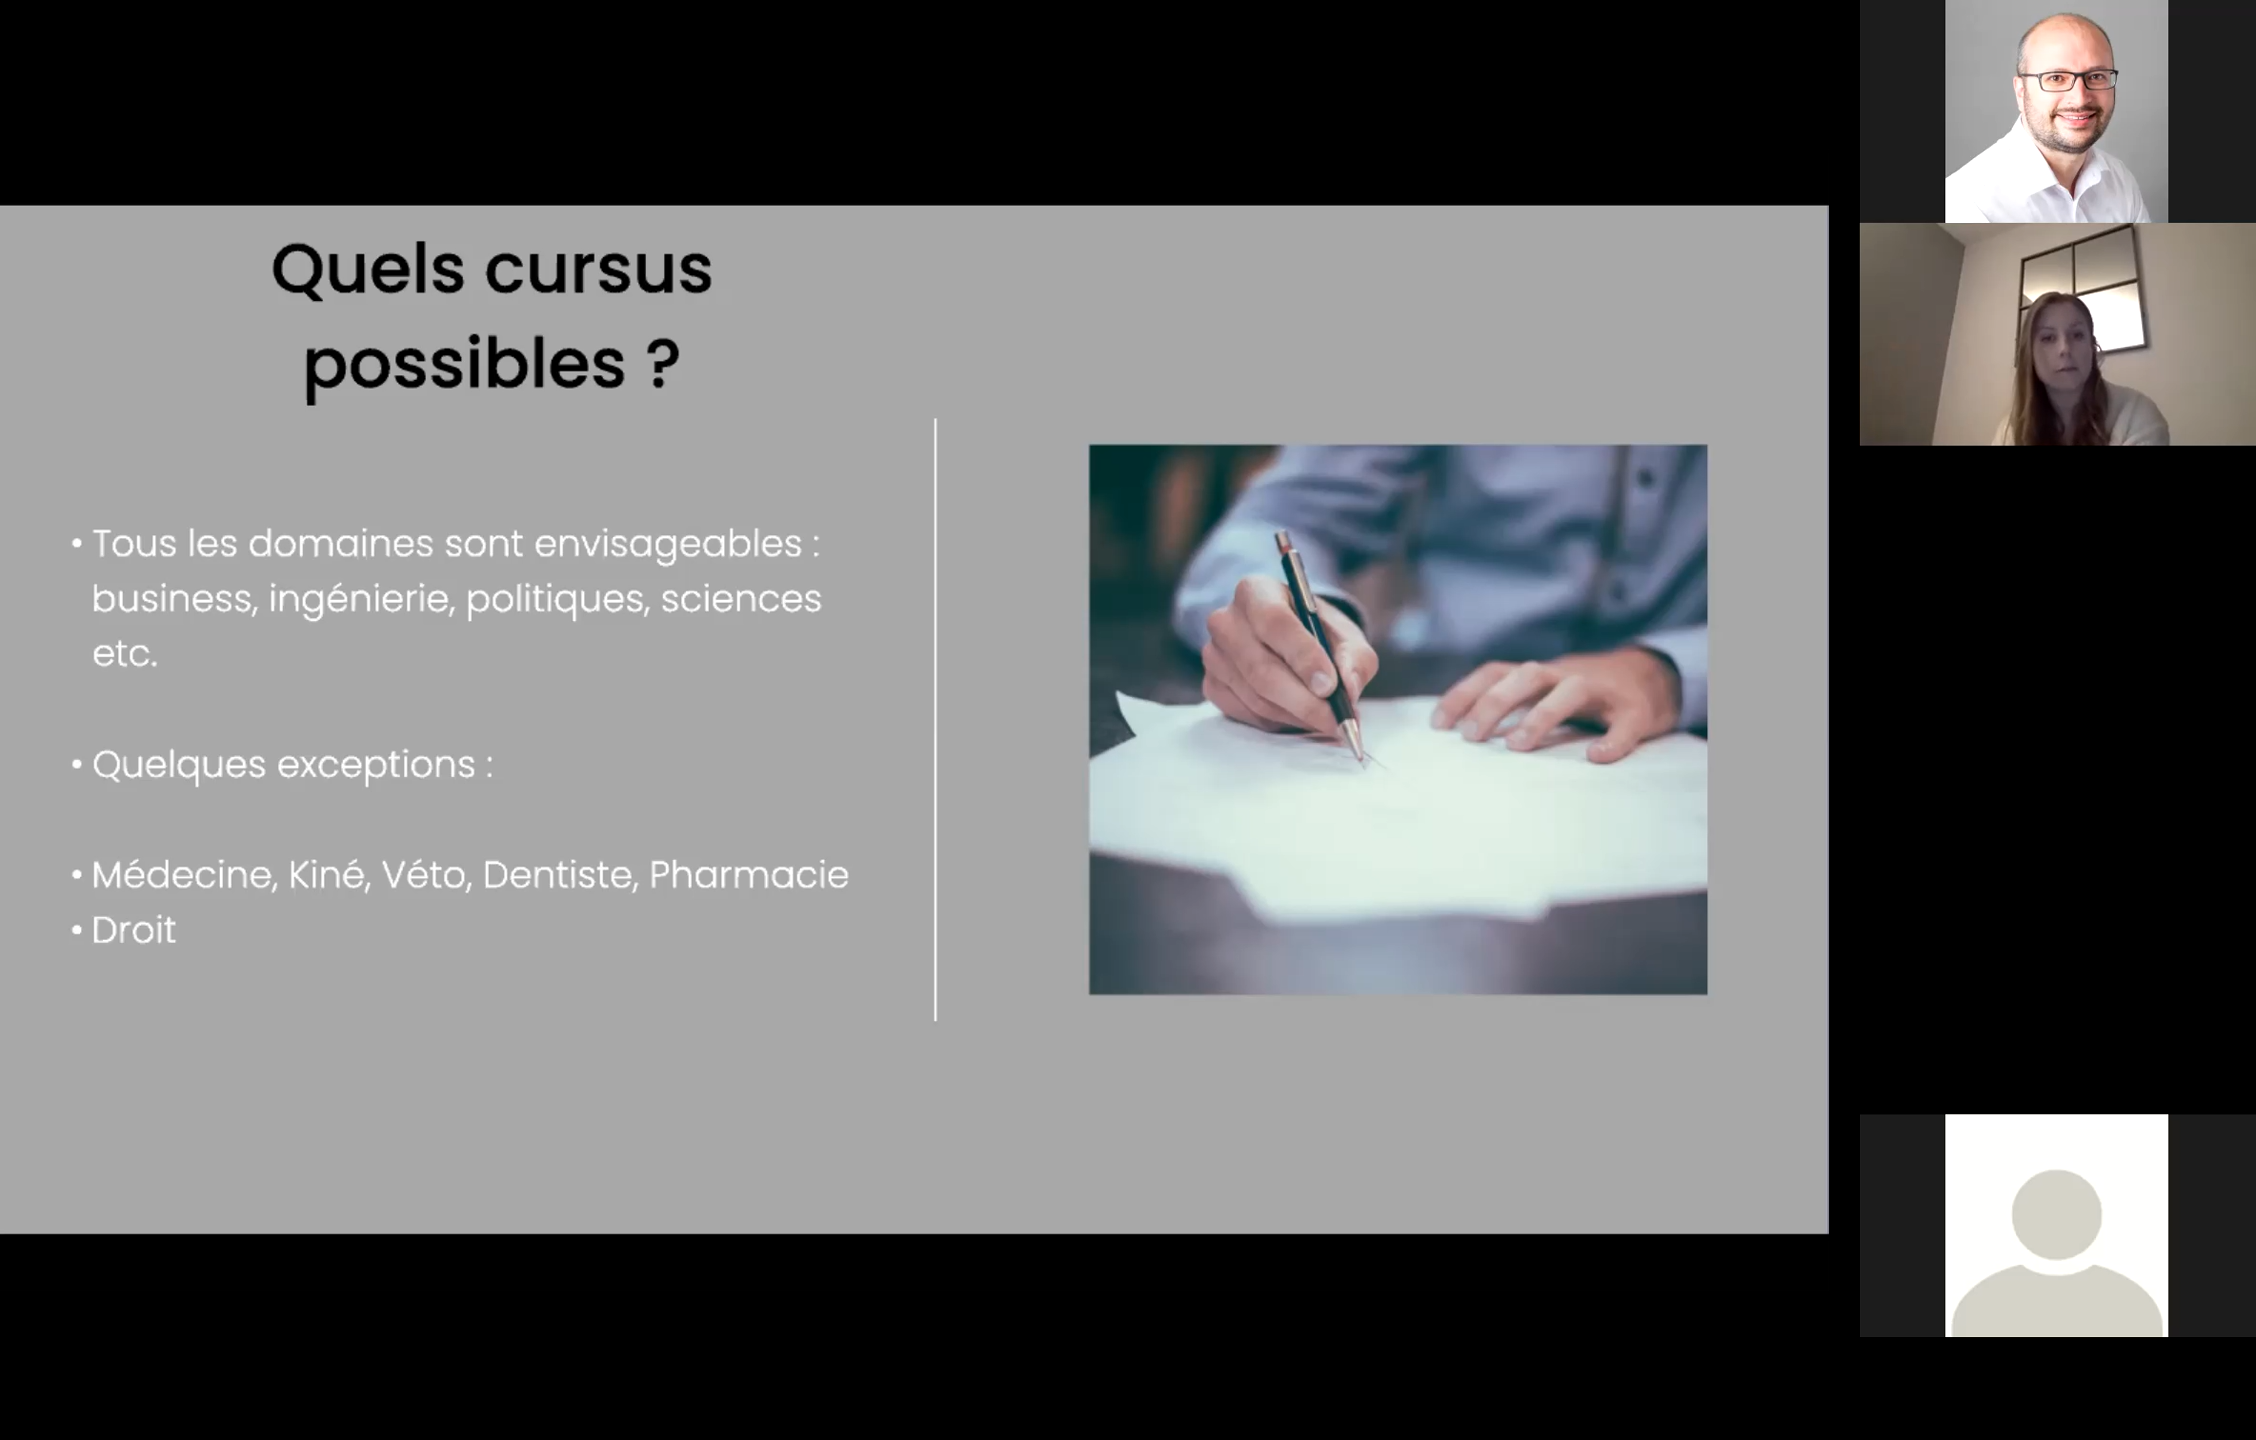 Quels cursus
possibles ?
• Tous les domaines sont envisageables :
business, ingénierie, politiques, sciences
etc.
• Quelques exceptions :
• Médecine, Kiné, Véto, Dentiste, Pharmacie
• Droit